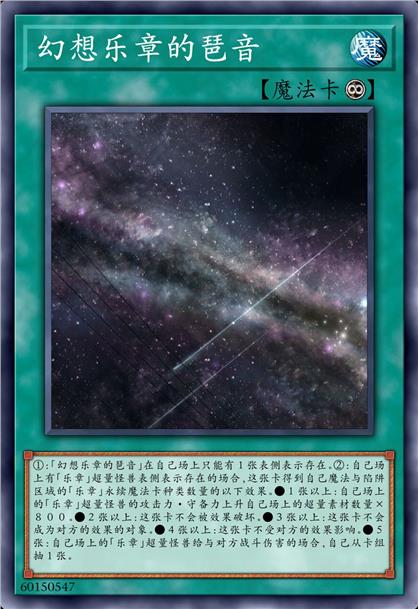 幻想乐章的琶音
魔
【魔法卡】
①:「幻想乐章的琶音」在自己场上只能有1张表侧表示存在.②:自己场
上有「乐章」超量怪兽表侧表示存在的场合,这张卡得到自己魔法与陷阱
区域的「乐章」永续魔法卡种类数量的以下效果。●1张以上:自己场上的
「乐章」超量怪兽的攻击力·守备力上升自己场上的超量素材数量×
800。●2张以上:这张卡不会被效果破坏。●3张以上:这张卡不会
成为对方的效果的对象。●4张以上:这张卡不受对方的效果影响。●5
张:自己场上的「乐章」超量怪兽给与对方战斗伤害的场合,自己从卡组
抽1张。
60150547